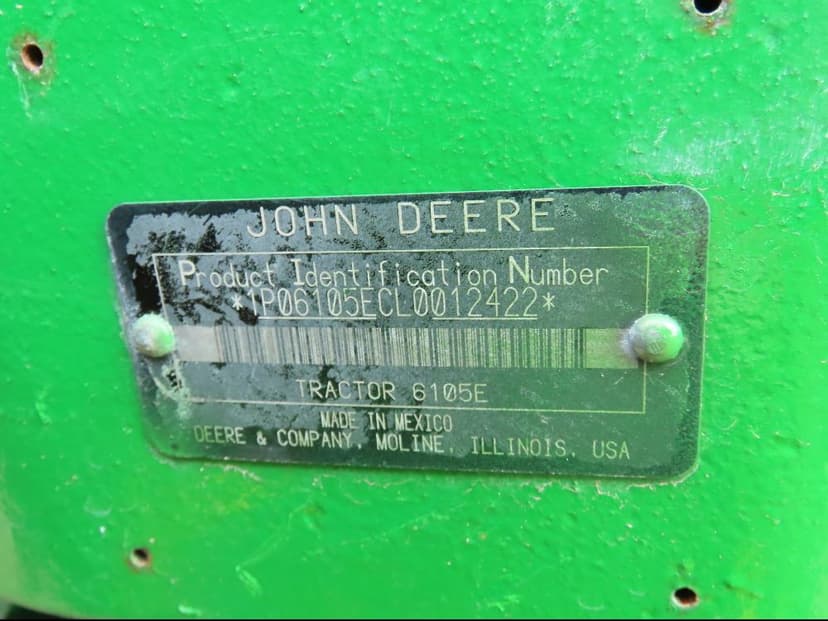 JOHN DEERE
Product Identification Number
*1P06105ECL0012422*
TRACTOR 6105E
MADE IN MEXICO
DEERE & COMPANY, MOLINE, ILLINOIS, USA